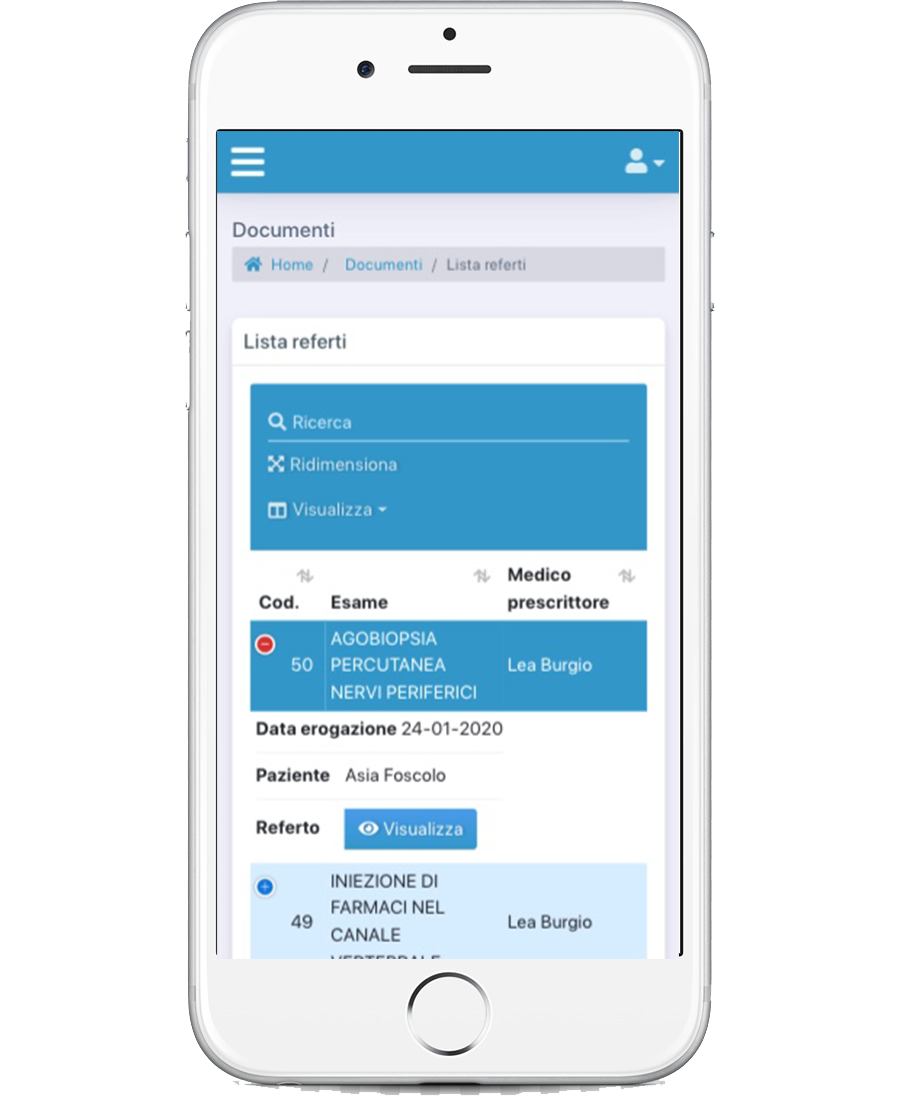 Documenti
Home / Documenti / Lista referti
Lista referti
Ricerca
Ridimensiona
Visualizza
Cod. Esame Medico prescrittore
50 AGOBIOPSIA PERCUTANEA NERVI PERIFERICI Lea Burgio
Data erogazione 24-01-2020
Paziente Asia Foscolo
Referto Visualizza
49 INIEZIONE DI FARMACI NEL CANALE VERTEBRALE Lea Burgio